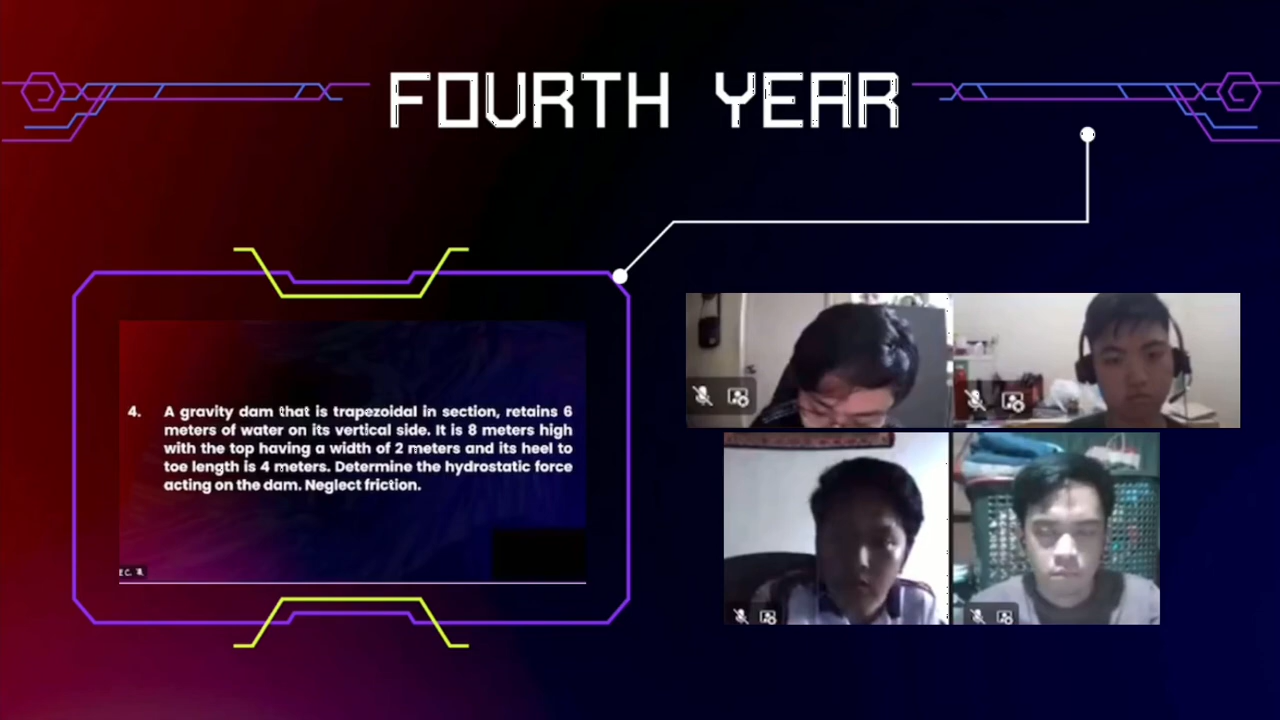 FOURTH YEAR
4. A gravity dam that is trapezoidal in section, retains 6
meters of water on its vertical side. It is 8 meters high
with the top having a width of 2 meters and its heel to
toe length is 4 meters. Determine the hydrostatic force
acting on the dam. Neglect friction.
EC.